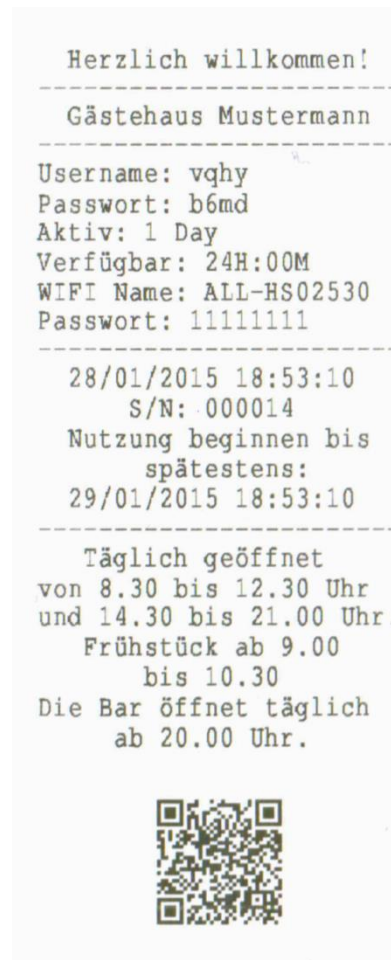 Herzlich willkommen!
Gästehaus Mustermann
Username: vqhy
Passwort: b6md
Aktiv: 1 Day
Verfügbar: 24H:00M
WIFI Name: ALL-HS02530
Passwort: 11111111
28/01/2015 18:53:10
S/N: 000014
Nutzung beginnen bis
spätestens:
29/01/2015 18:53:10
Täglich geöffnet
von 8.30 bis 12.30 Uhr
und 14.30 bis 21.00 Uhr
Frühstück ab 9.00
bis 10.30
Die Bar öffnet täglich
ab 20.00 Uhr.